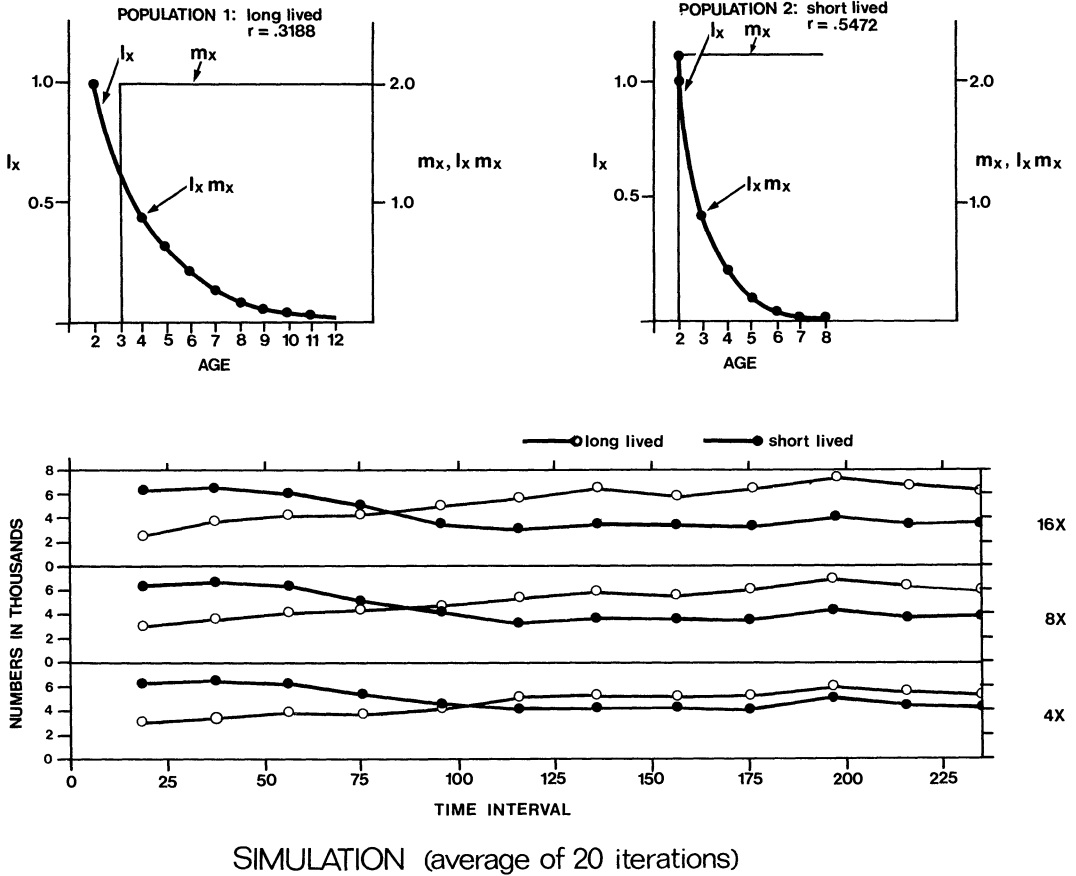 POPULATION 1: long lived
r = .3188
lx
mx
1.0
0.5
lx
lx mx
2.0
1.0
mx, lx mx
2 3 4 5 6 7 8 9 10 11 12
AGE
POPULATION 2: short lived
r = .5472
lx
mx
1.0
0.5
lx
lx mx
2.0
1.0
mx, lx mx
2 3 4 5 6 7 8
AGE
long lived
short lived
8
6
4
2
0
16X
6
4
2
0
8X
6
4
2
0
4X
NUMBERS IN THOUSANDS
0 25 50 75 100 125 150 175 200 225
TIME INTERVAL
SIMULATION (average of 20 iterations)